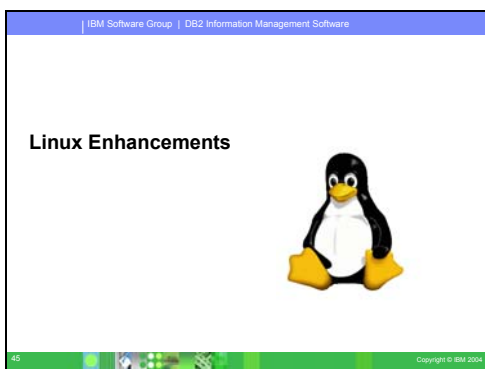 IBM Software Group | DB2 Information Management Software
Linux Enhancements
45
Copyright © IBM 2004